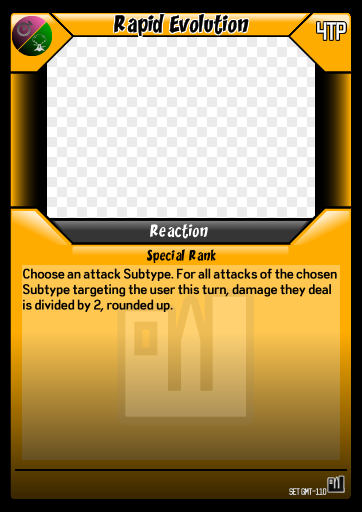 Rapid Evolution
4TP
Reaction
Special Rank
Choose an attack Subtype. For all attacks of the chosen
Subtype targeting the user this turn, damage they deal
is divided by 2, rounded up.
SET GMT-110